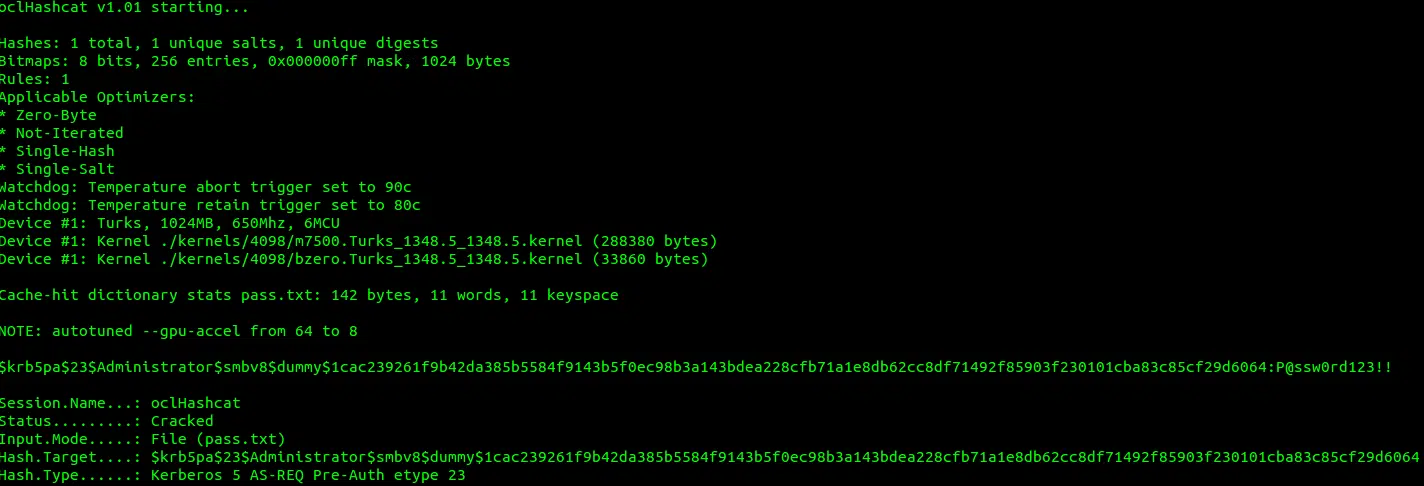 oclHashcat v1.01 starting...
Hashes: 1 total, 1 unique salts, 1 unique digests
Bitmaps: 8 bits, 256 entries, 0x000000ff mask, 1024 bytes
Rules: 1
Applicable Optimizers:
* Zero-Byte
* Not-Iterated
* Single-Hash
* Single-Salt
Watchdog: Temperature abort trigger set to 90c
Watchdog: Temperature retain trigger set to 80c
Device #1: Turks, 1024MB, 650Mhz, 6MCU
Device #1: Kernel ./kernels/4098/m7500.Turks_1348.5_1348.5.kernel (288380 bytes)
Device #1: Kernel ./kernels/4098/bzero.Turks_1348.5_1348.5.kernel (33860 bytes)
Cache-hit dictionary stats pass.txt: 142 bytes, 11 words, 11 keyspace
NOTE: autotuned --gpu-accel from 64 to 8
$krb5pa$23$Administrator$smbv8$dummy$1cac239261f9b42da385b5584f9143b5f0ec98b3a143bdea228cfb71a1e8db62cc8df71492f85903f230101cba83c85cf29d6064:P@ssw0rd123!!
Session.Name...: oclHashcat
Status.........: Cracked
Input.Mode.....: File (pass.txt)
Hash.Target....: $krb5pa$23$Administrator$smbv8$dummy$1cac239261f9b42da385b5584f9143b5f0ec98b3a143bdea228cfb71a1e8db62cc8df71492f85903f230101cba83c85cf29d6064
Hash.Type......: Kerberos 5 AS-REQ Pre-Auth etype 23